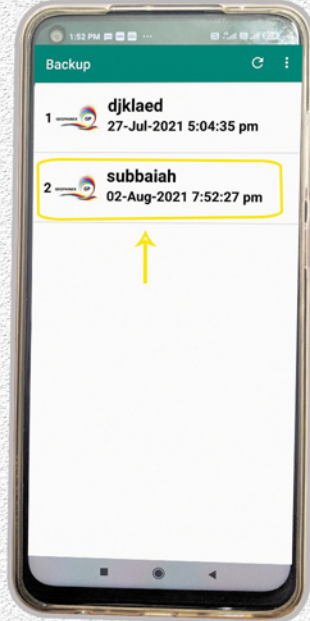 1:52 PM
Backup
1 djklaed
27-Jul-2021 5:04:35 pm
2 subbaiah
02-Aug-2021 7:52:27 pm